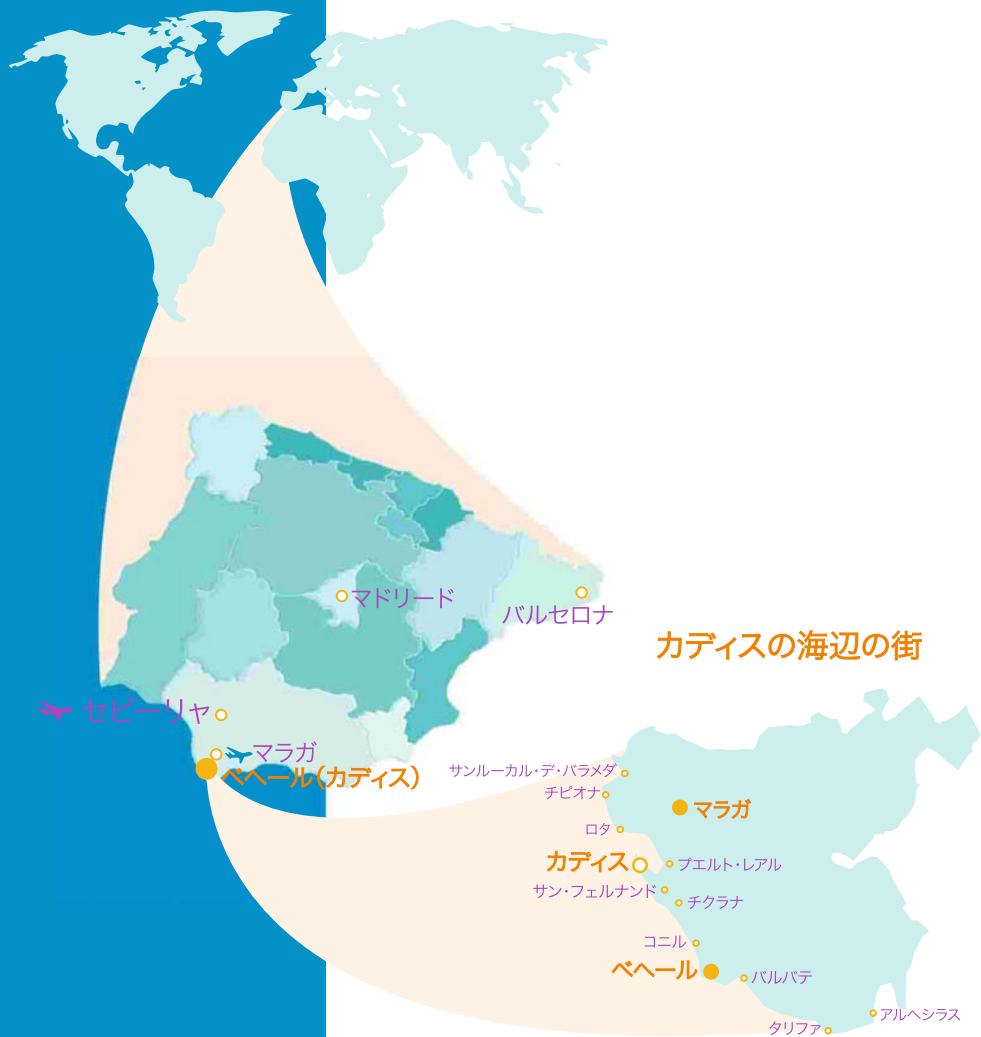 マドリード
バルセロナ
カディスの海辺の街
セビーリャ
マラガ
ベヘール（カディス）
サンルーカル・デ・バラメダ
チピオナ
マラガ
ロタ
カディス
プエルト・レアル
サン・フェルナンド
チクラナ
コニル
ベヘール
バルバテ
アルヘシラス
タリファ